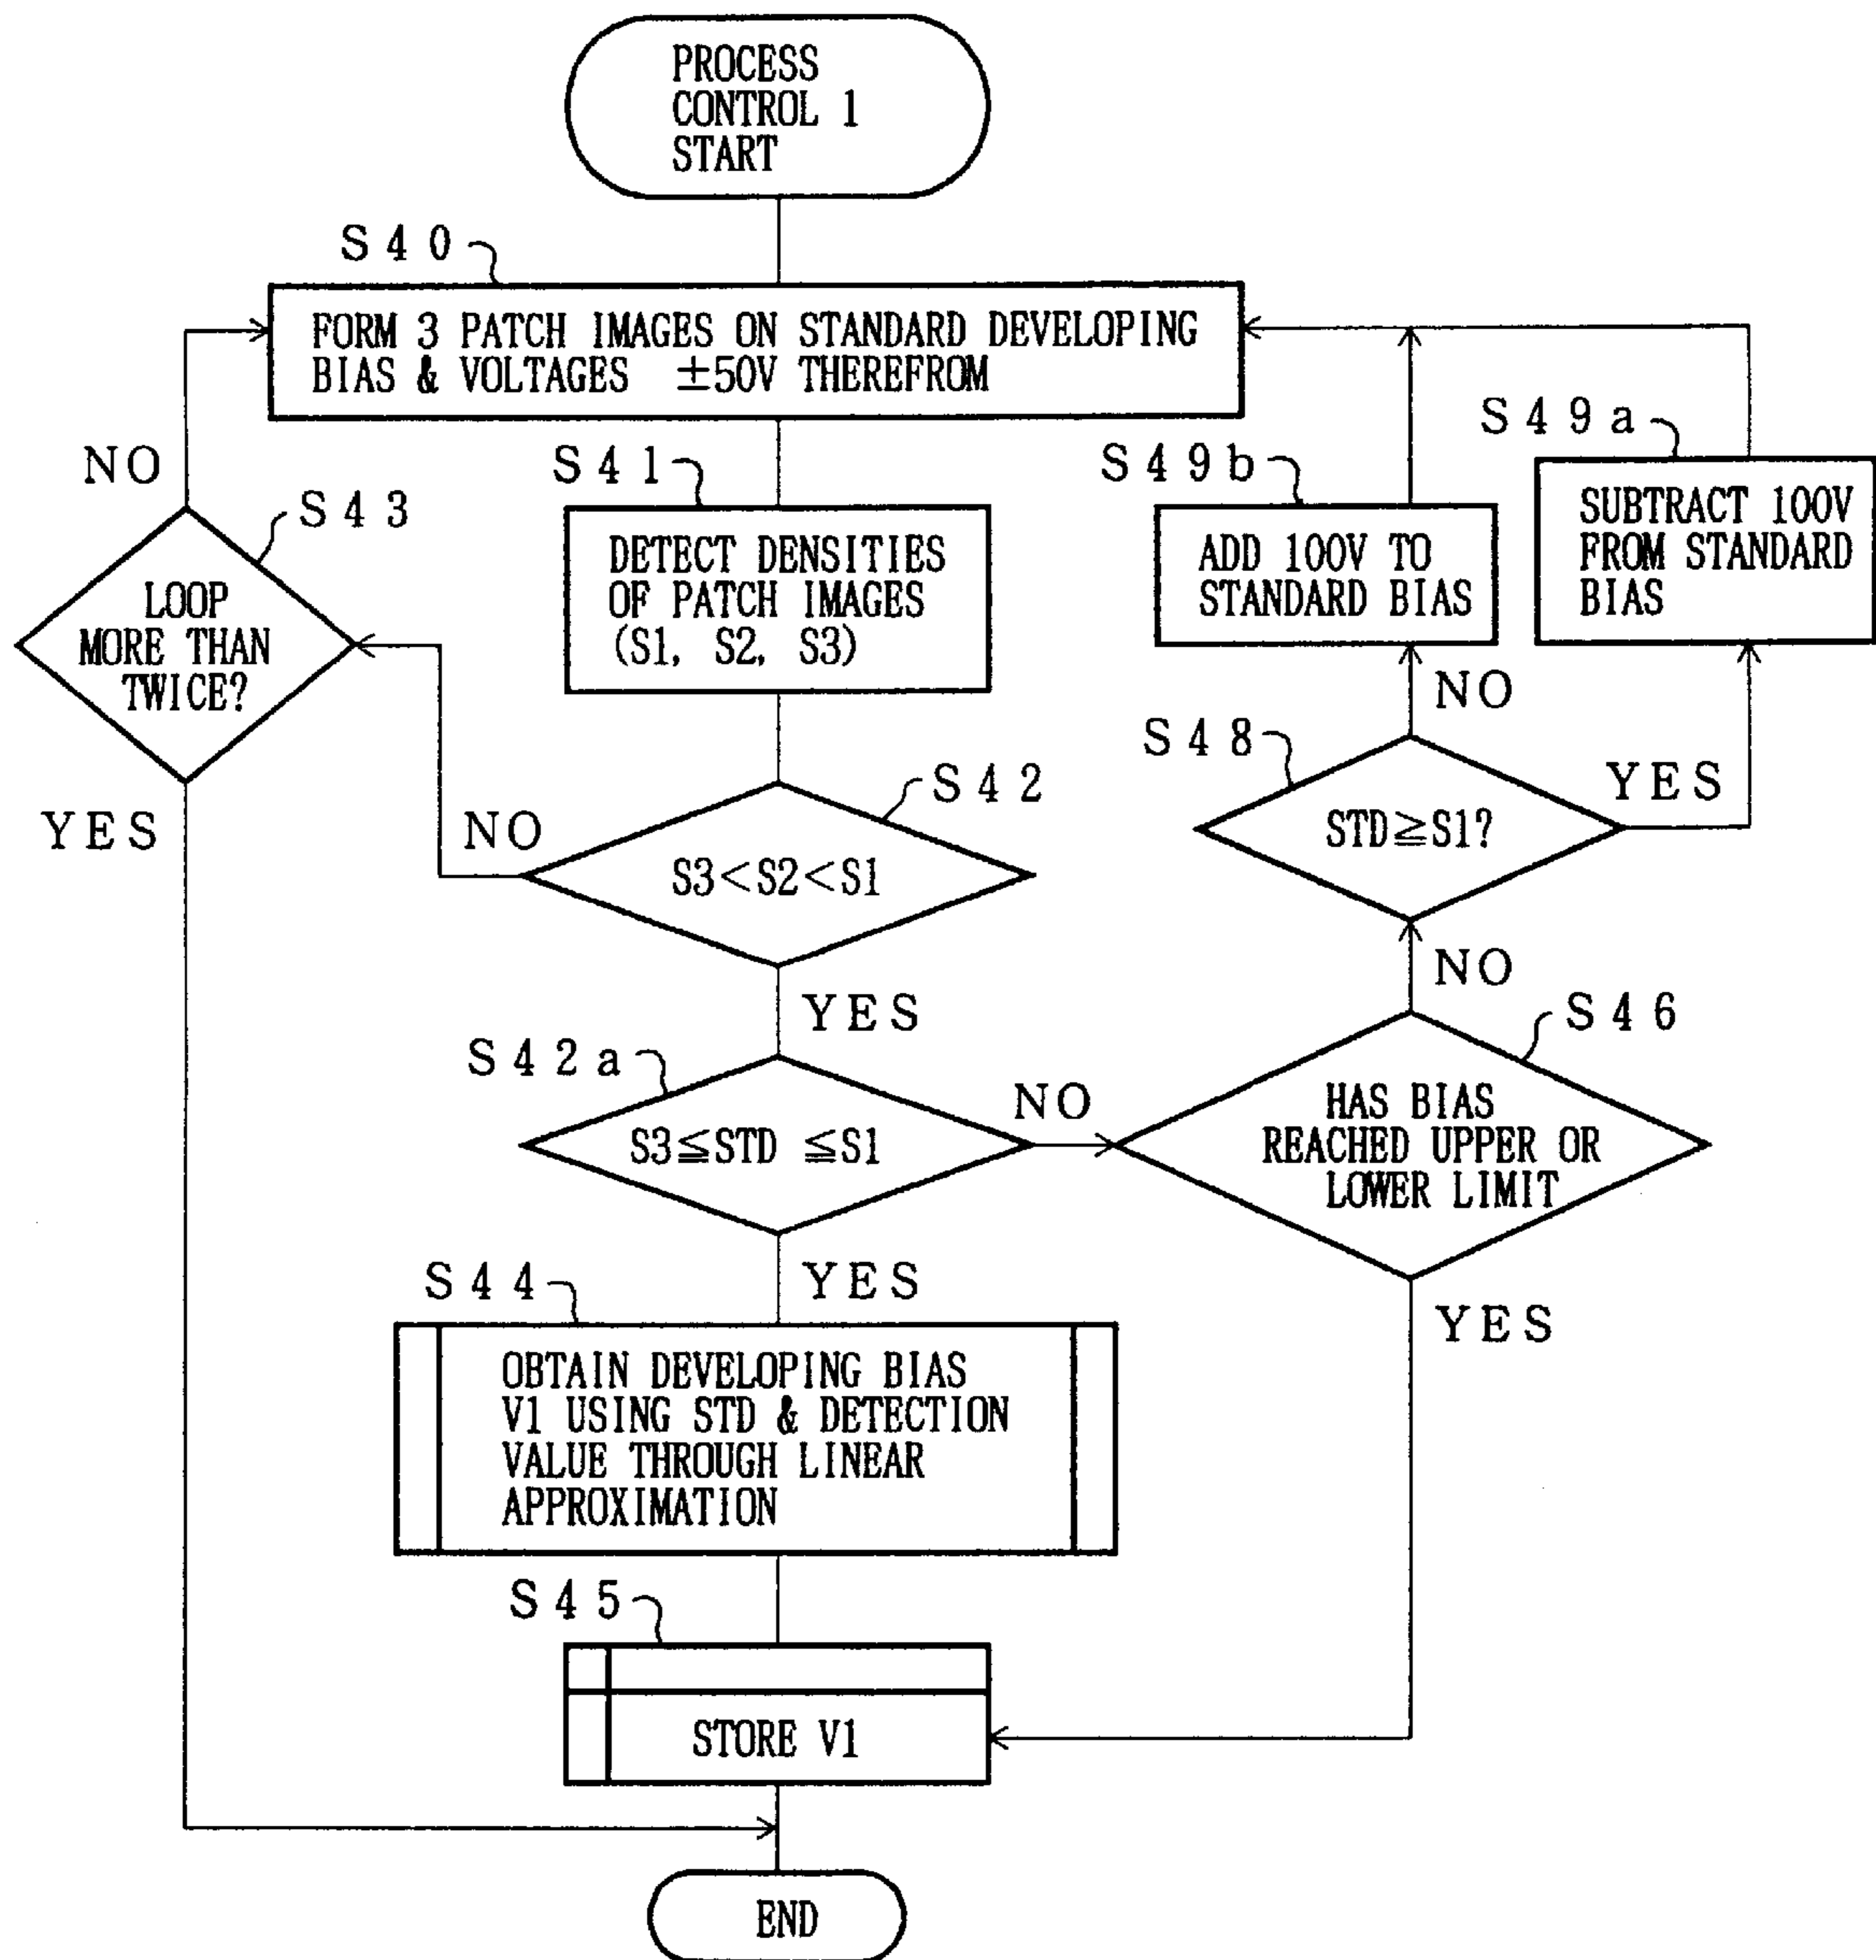 PROCESS
CONTROL 1
START
S40
FORM 3 PATCH IMAGES ON STANDARD DEVELOPING
BIAS & VOLTAGES ±50V THEREFROM
S41
DETECT DENSITIES
OF PATCH IMAGES
(S1, S2, S3)
S49b
ADD 100V TO
STANDARD BIAS
S49a
SUBTRACT 100V
FROM STANDARD
BIAS
NO
S43
LOOP
MORE THAN
TWICE?
YES
S42
NO
S3<S2<S1
YES
S48
NO
YES
STD≧S1?
NO
S42a
S3≦STD ≦S1
NO
S46
HAS BIAS
REACHED UPPER OR
LOWER LIMIT
YES
YES
S44
OBTAIN DEVELOPING BIAS
V1 USING STD & DETECTION
VALUE THROUGH LINEAR
APPROXIMATION
S45
STORE V1
END